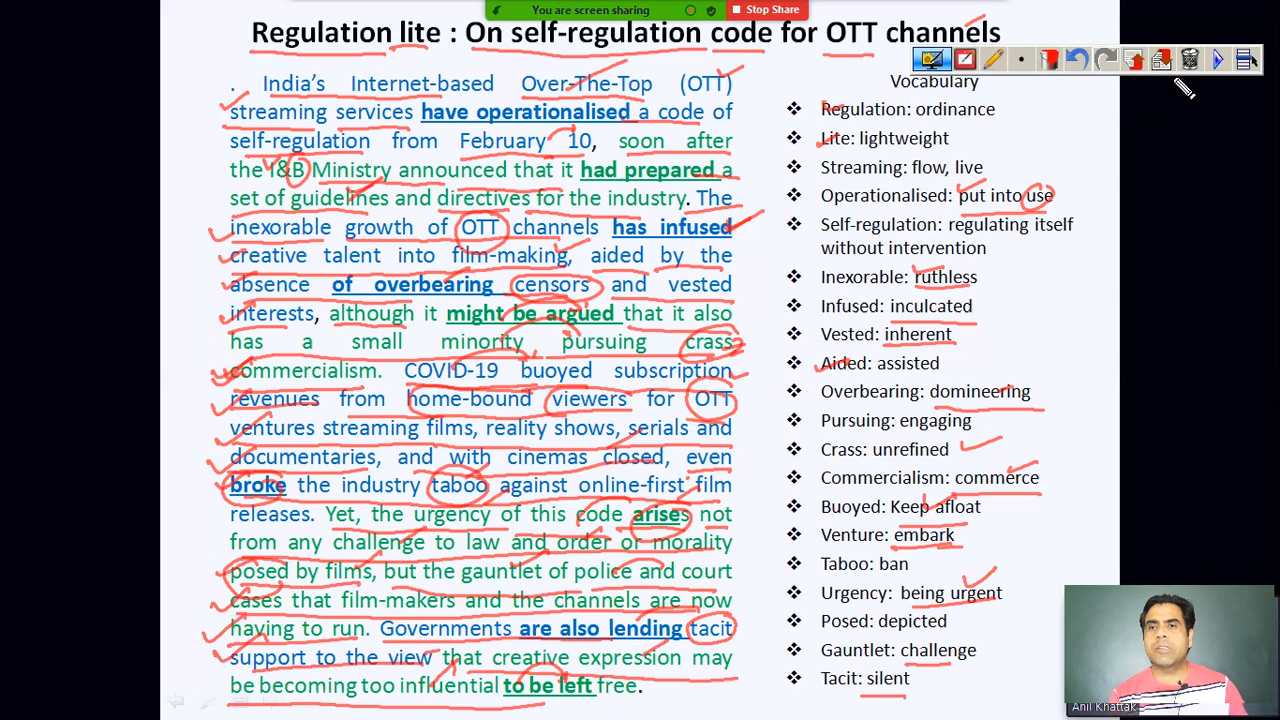 You are screen sharing
Stop Share
Regulation lite : On self-regulation code for OTT channels
. India's Internet-based Over-The-Top (OTT)
streaming services have operationalised a code of
self-regulation from February 10, soon after
the I&B Ministry announced that it had prepared a
set of guidelines and directives for the industry. The
inexorable growth of OTT channels has infused
creative talent into film-making, aided by the
absence of overbearing censors and vested
interests, although it might be argued that it also
has a small minority pursuing crass
commercialism. COVID-19 buoyed subscription
revenues from home-bound viewers for OTT
ventures streaming films, reality shows, serials and
documentaries, and with cinemas closed, even
broke the industry taboo against online-first film
releases. Yet, the urgency of this code arises not
from any challenge to law and order or morality
posed by films, but the gauntlet of police and court
cases that film-makers and the channels are now
having to run. Governments are also lending tacit
support to the view that creative expression may
be becoming too influential to be left free.
Vocabulary
Regulation: ordinance
Lite: lightweight
Streaming: flow, live
Operationalised: put into use
Self-regulation: regulating itself
without intervention
Inexorable: ruthless
Infused: inculcated
Vested: inherent
Aided: assisted
Overbearing: domineering
Pursuing: engaging
Crass: unrefined
Commercialism: commerce
Buoyed: Keep afloat
Venture: embark
Taboo: ban
Urgency: being urgent
Posed: depicted
Gauntlet: challenge
Tacit: silent
Anil Khattak